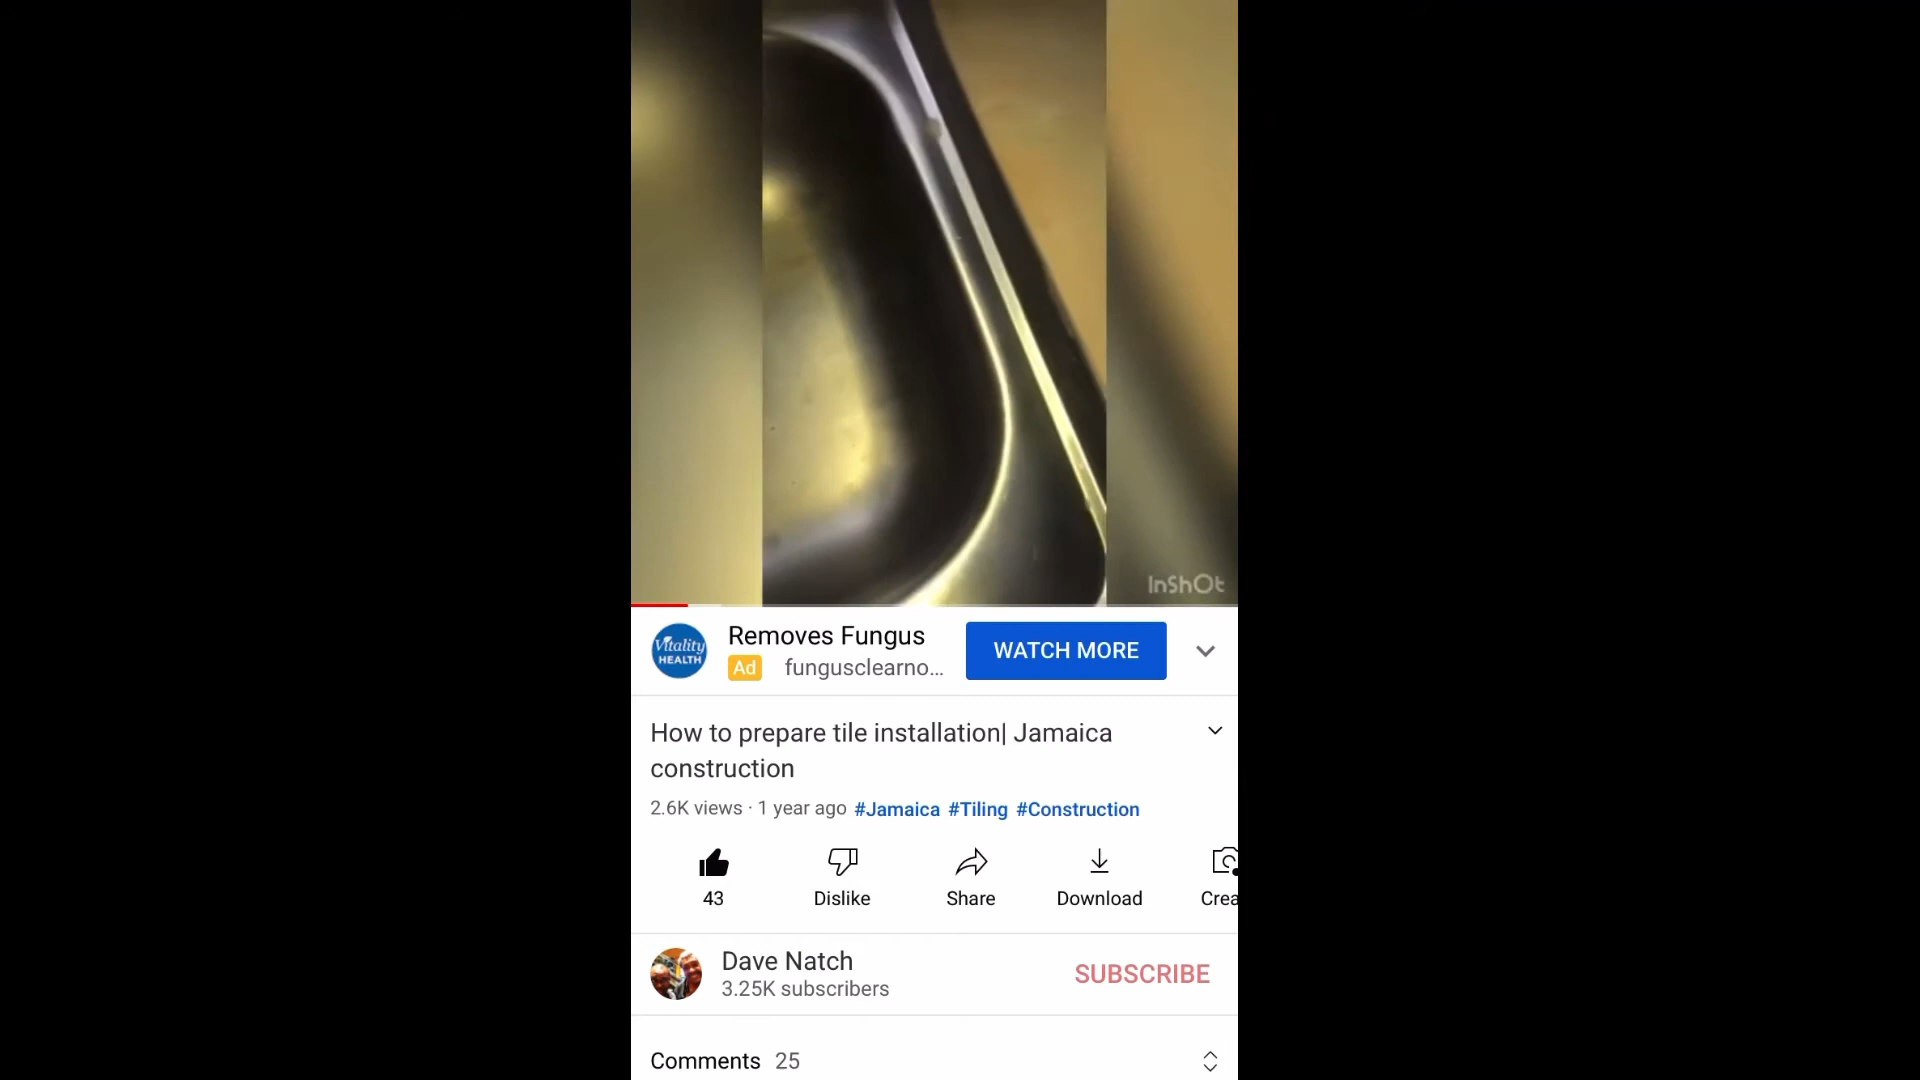 InShOt
Vitality
HEALTH
Removes Fungus
Ad fungusclearno...
WATCH MORE
How to prepare tile installation| Jamaica
construction
2.6K views · 1 year ago #Jamaica #Tiling #Construction
43
Dislike
Share
Download
Crea
Dave Natch
3.25K subscribers
SUBSCRIBE
Comments 25